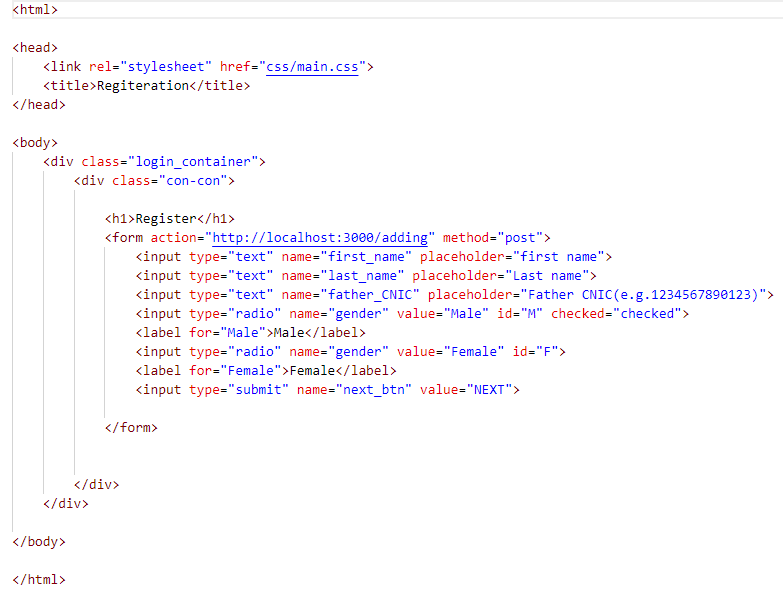 <html>
<head>
<link rel="stylesheet" href="css/main.css">
<title>Regiteration</title>
</head>
<body>
<div class="login_container">
<div class="con-con">
<h1>Register</h1>
<form action="http://localhost:3000/adding" method="post">
<input type="text" name="first_name" placeholder="first name">
<input type="text" name="last_name" placeholder="Last name">
<input type="text" name="father_CNIC" placeholder="Father CNIC(e.g.1234567890123)">
<input type="radio" name="gender" value="Male" id="M" checked="checked">
<label for="Male">Male</label>
<input type="radio" name="gender" value="Female" id="F">
<label for="Female">Female</label>
<input type="submit" name="next_btn" value="NEXT">
</form>
</div>
</div>
</body>
</html>